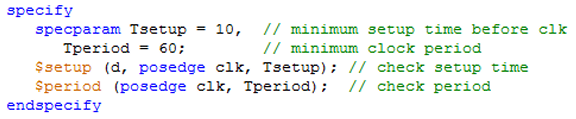 specify
specparam Tsetup = 10, // minimum setup time before clk
Tperiod = 60; // minimum clock period
$setup (d, posedge clk, Tsetup); // check setup time
$period (posedge clk, Tperiod); // check period
endspecify